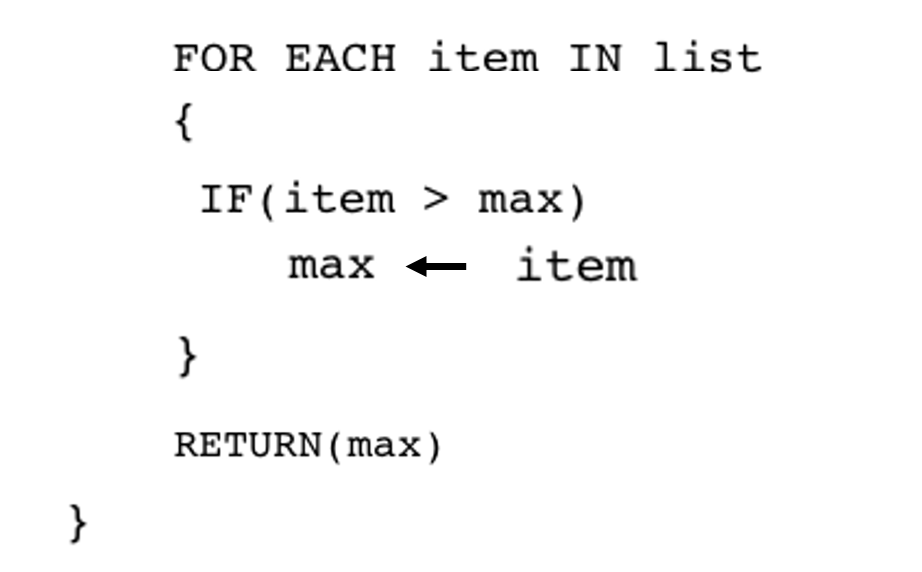 FOR EACH item IN list
{
IF(item > max)
max ← item
}
RETURN(max)
}